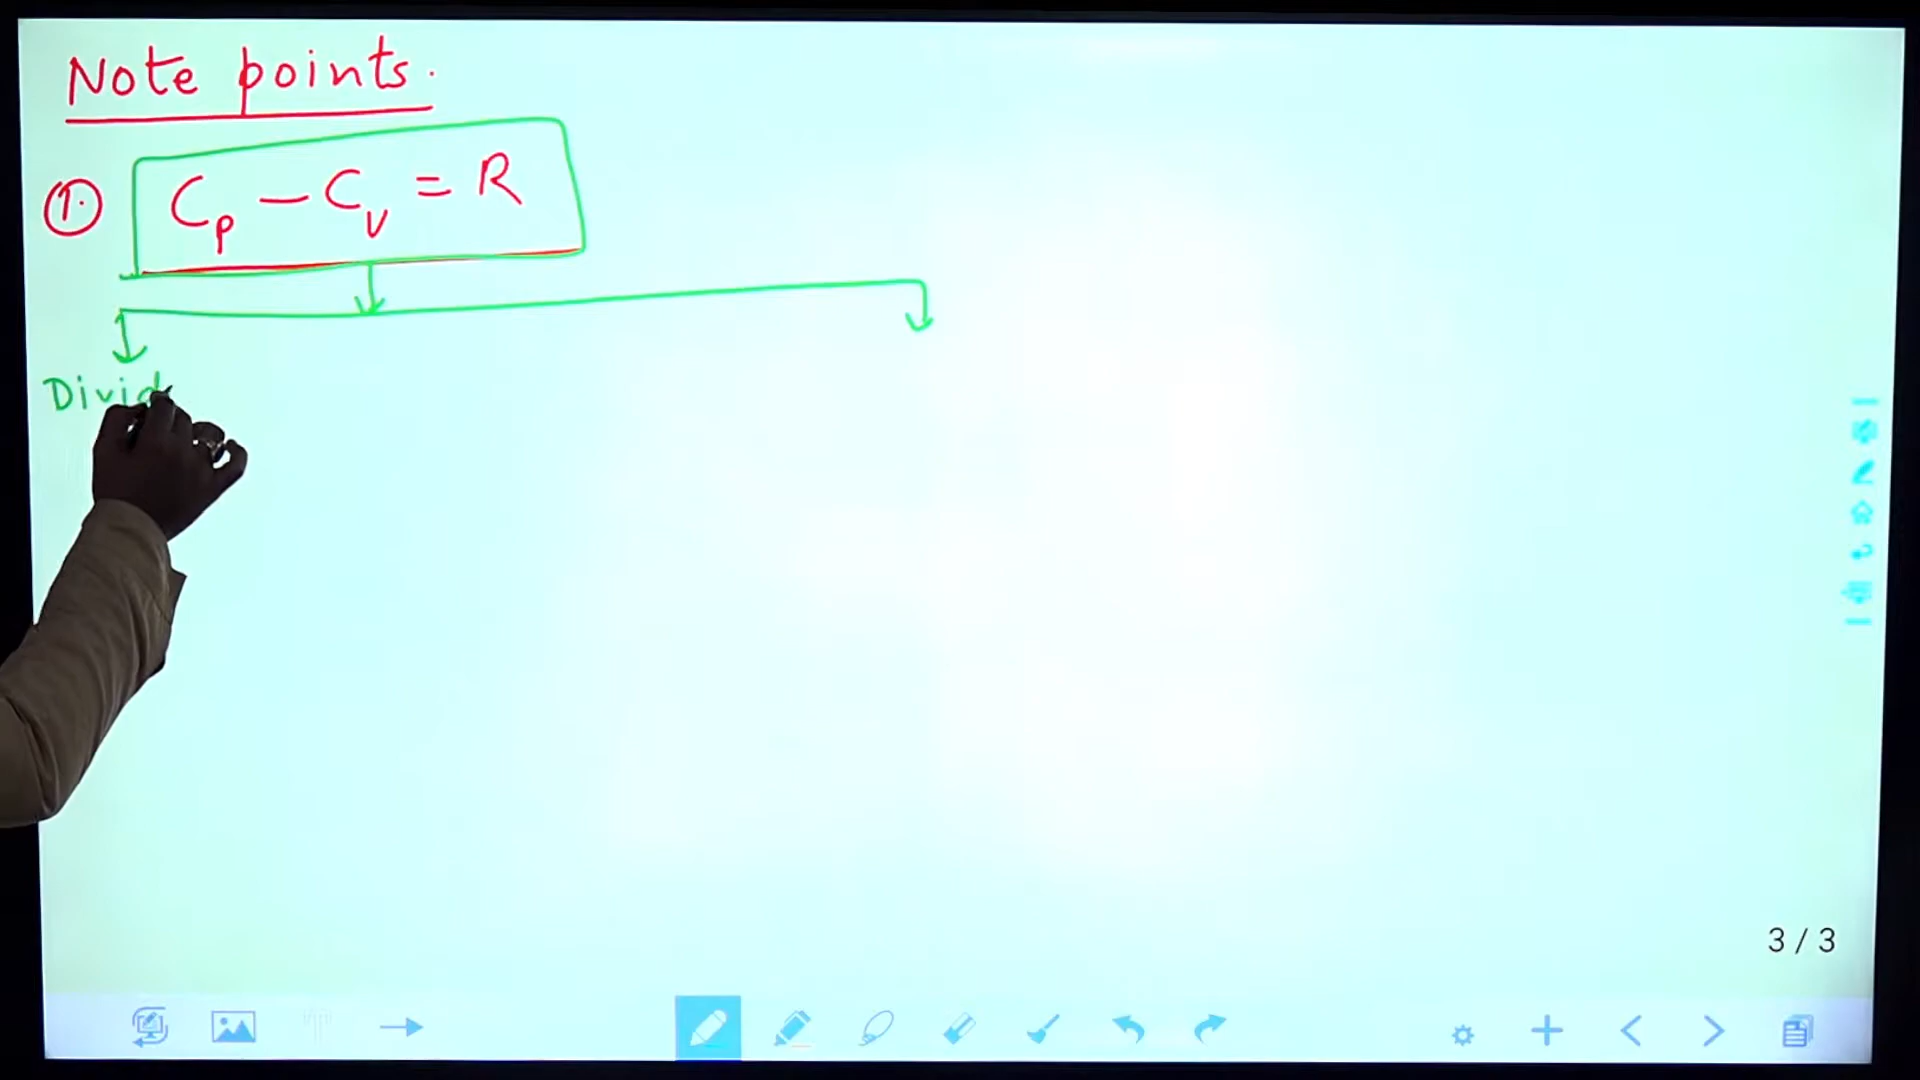 Note points.
①. Cp - Cv = R
Divid
3 / 3